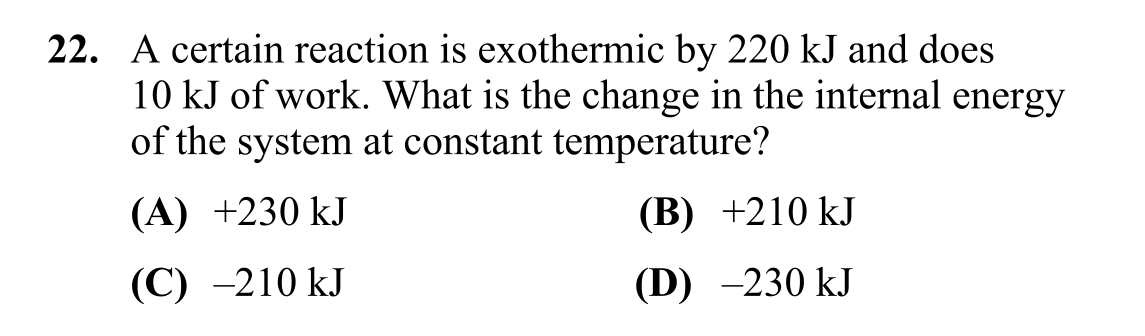 22. A certain reaction is exothermic by 220 kJ and does
10 kJ of work. What is the change in the internal energy
of the system at constant temperature?
(A) +230 kJ (B) +210 kJ
(C) –210 kJ (D) –230 kJ